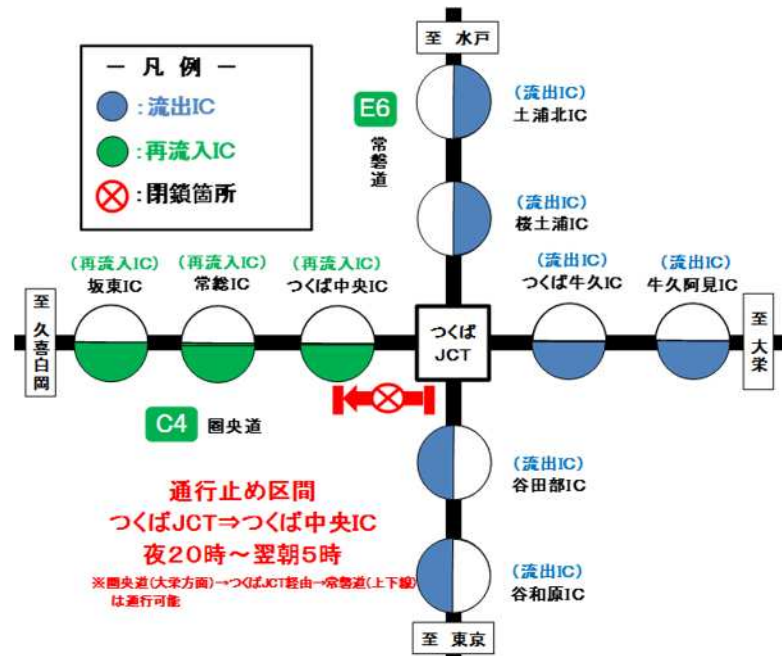 至 水戸
― 凡 例 ―
:流出IC
:再流入IC
:閉鎖箇所
E6
常磐道
(流出IC)
土浦北IC
(流出IC)
桜土浦IC
(再流入IC)
坂東IC
(再流入IC)
常総IC
(再流入IC)
つくば中央IC
(流出IC)
つくば牛久IC
(流出IC)
牛久阿見IC
至 久喜白岡
つくば
JCT
至 大栄
C4 圏央道
(流出IC)
谷田部IC
通行止め区間
つくばJCT⇒つくば中央IC
夜20時～翌朝5時
※圏央道(大栄方面)→つくばJCT経由→常磐道(上下線)
は通行可能
(流出IC)
谷和原IC
至 東京